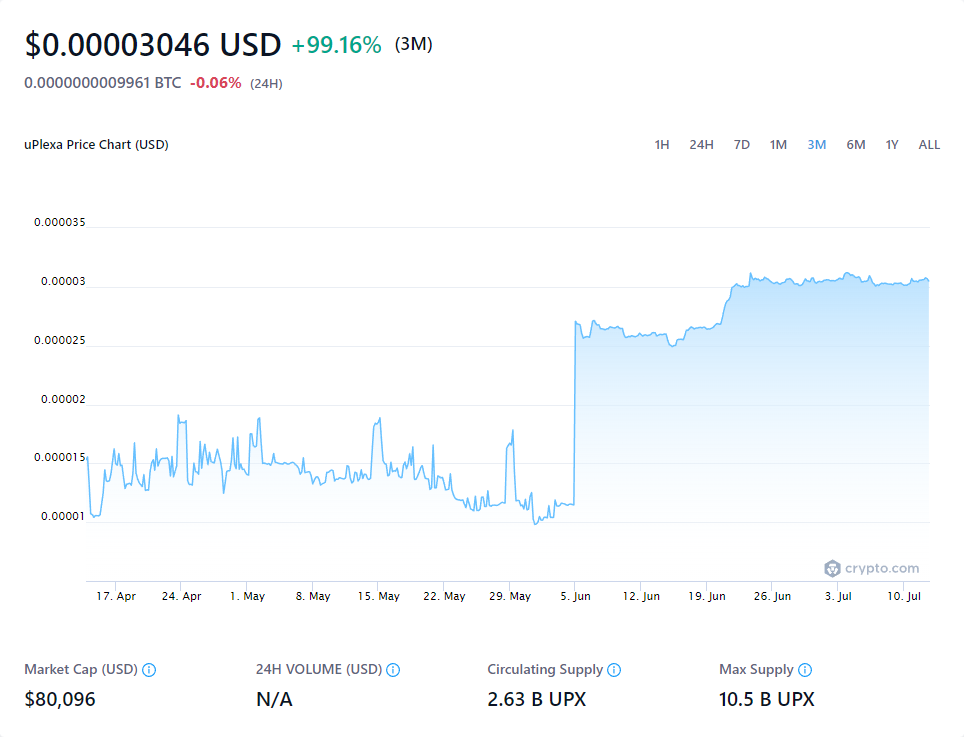 $0.00003046 USD +99.16% (3M)
0.0000000009961 BTC -0.06% (24H)
uPlexa Price Chart (USD) 1H 24H 7D 1M 3M 6M 1Y ALL
0.000035
0.00003
0.000025
0.00002
0.000015
0.00001
crypto.com
17. Apr 24. Apr 1. May 8. May 15. May 22. May 29. May 5. Jun 12. Jun 19. Jun 26. Jun 3. Jul 10. Jul
Market Cap (USD) 24H VOLUME (USD) Circulating Supply Max Supply
$80,096 N/A 2.63 B UPX 10.5 B UPX